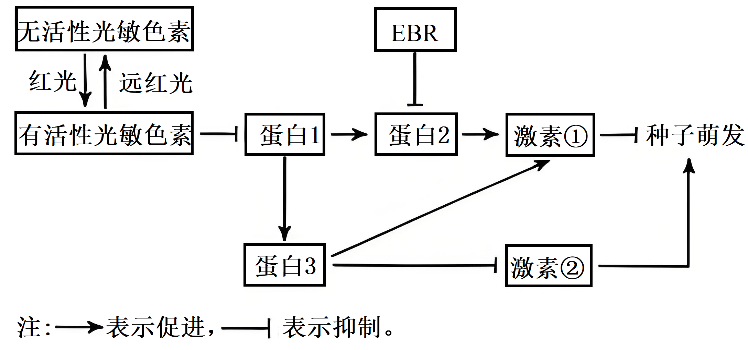 无活性光敏色素
EBR
红光
远红光
有活性光敏色素
蛋白1
蛋白2
激素①
种子萌发
蛋白3
激素②
注:→表示促进,⊣表示抑制。